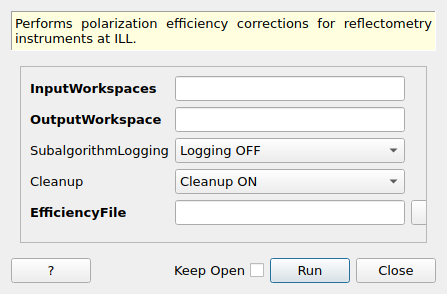 Performs polarization efficiency corrections for reflectometry
instruments at ILL.
InputWorkspaces
OutputWorkspace
SubalgorithmLogging Logging OFF
Cleanup Cleanup ON
EfficiencyFile
? Keep Open Run Close